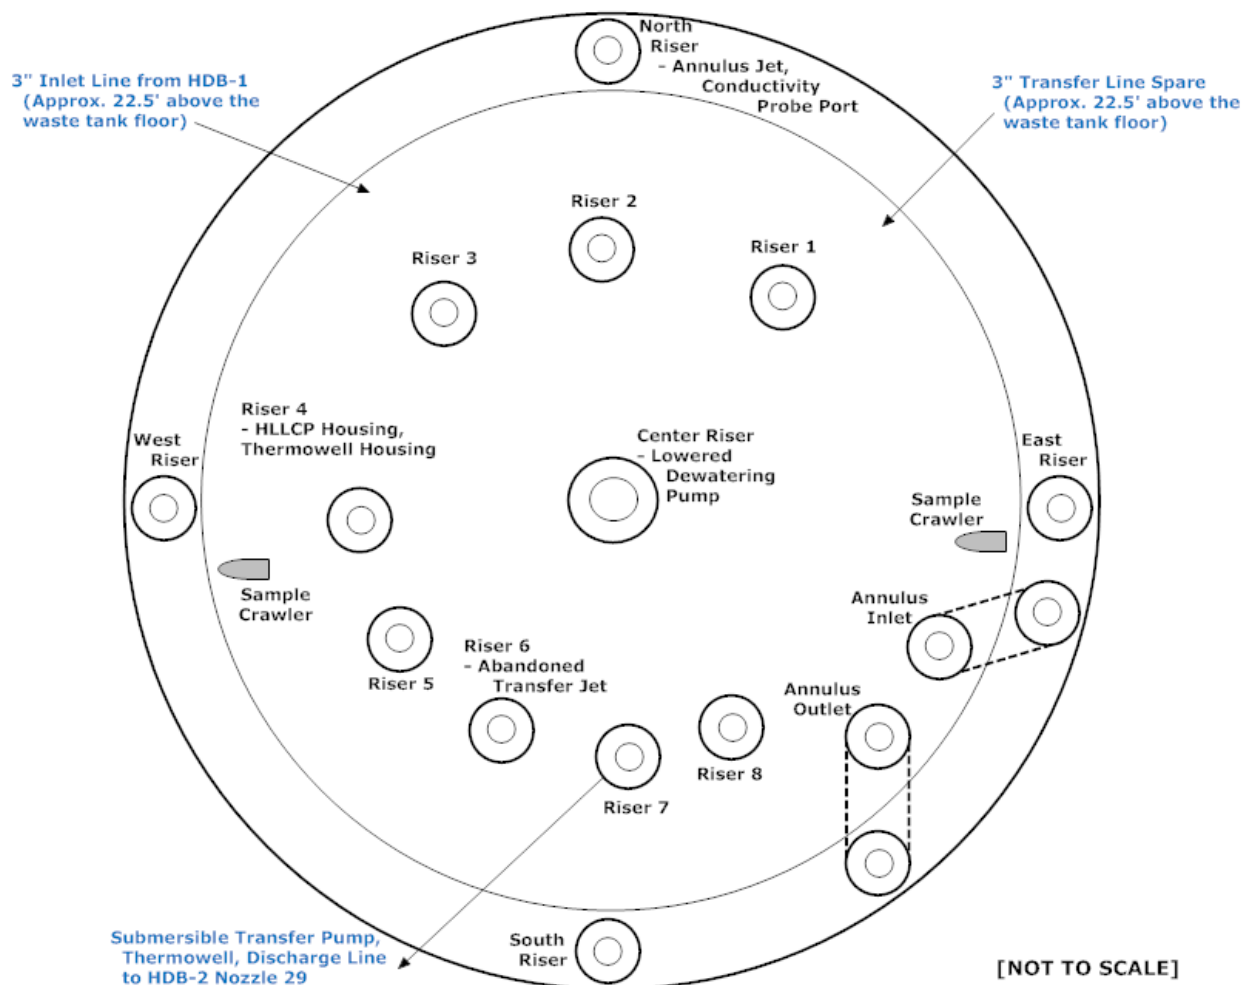 North
Riser
- Annulus Jet,
Conductivity
Probe Port
3" Inlet Line from HDB-1
(Approx. 22.5' above the
waste tank floor)
3" Transfer Line Spare
(Approx. 22.5' above the
waste tank floor)
Riser 2
Riser 1
Riser 3
Riser 4
- HLLCP Housing,
Thermowell Housing
West
Riser
Center Riser
- Lowered
Dewatering
Pump
East
Riser
Sample
Crawler
Sample
Crawler
Annulus
Inlet
Riser 5
Riser 6
- Abandoned
Transfer Jet
Annulus
Outlet
Riser 8
Riser 7
Submersible Transfer Pump,
Thermowell, Discharge Line
to HDB-2 Nozzle 29
South
Riser
[NOT TO SCALE]